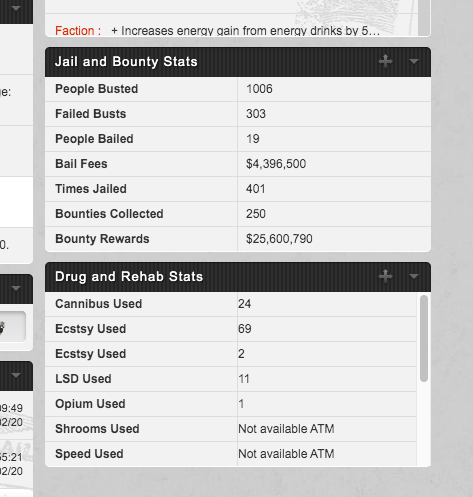 Faction : + Increases energy gain from energy drinks by 5…
Jail and Bounty Stats
ge:
People Busted 1006
Failed Busts 303
People Bailed 19
Bail Fees $4,396,500
Times Jailed 401
Bounties Collected 250
0.
Bounty Rewards $25,600,790
Drug and Rehab Stats
Cannibus Used 24
Ecstsy Used 69
Ecstsy Used 2
LSD Used 11
Opium Used 1
09:49
02/20
Shrooms Used Not available ATM
Speed Used Not available ATM
55:21
02/20